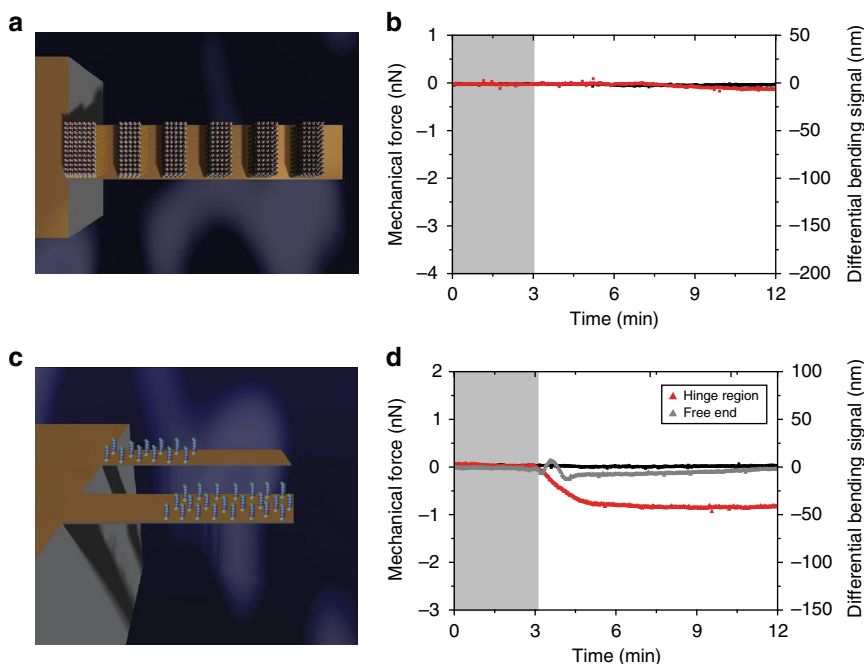 a
b
1
0
−1
−2
−3
−4
Mechanical force (nN)
50
0
−50
−100
−150
−200
Differential bending signal (nm)
0
3
6
9
12
Time (min)
c
d
2
1
0
−1
−2
−3
Mechanical force (nN)
Hinge region
Free end
100
50
0
−50
−100
−150
Differential bending signal (nm)
0
3
6
9
12
Time (min)